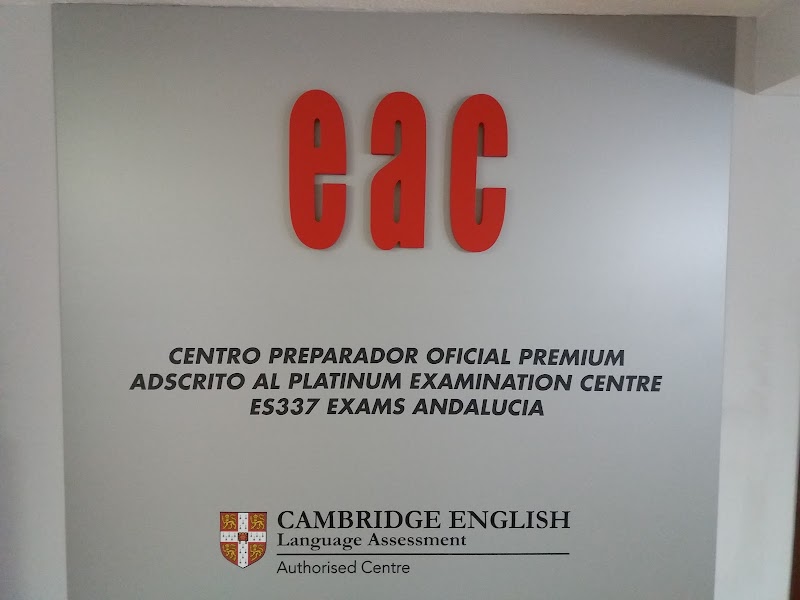 eac
CENTRO PREPARADOR OFICIAL PREMIUM
ADSCRITO AL PLATINUM EXAMINATION CENTRE
ES337 EXAMS ANDALUCIA
CAMBRIDGE ENGLISH
Language Assessment
Authorised Centre